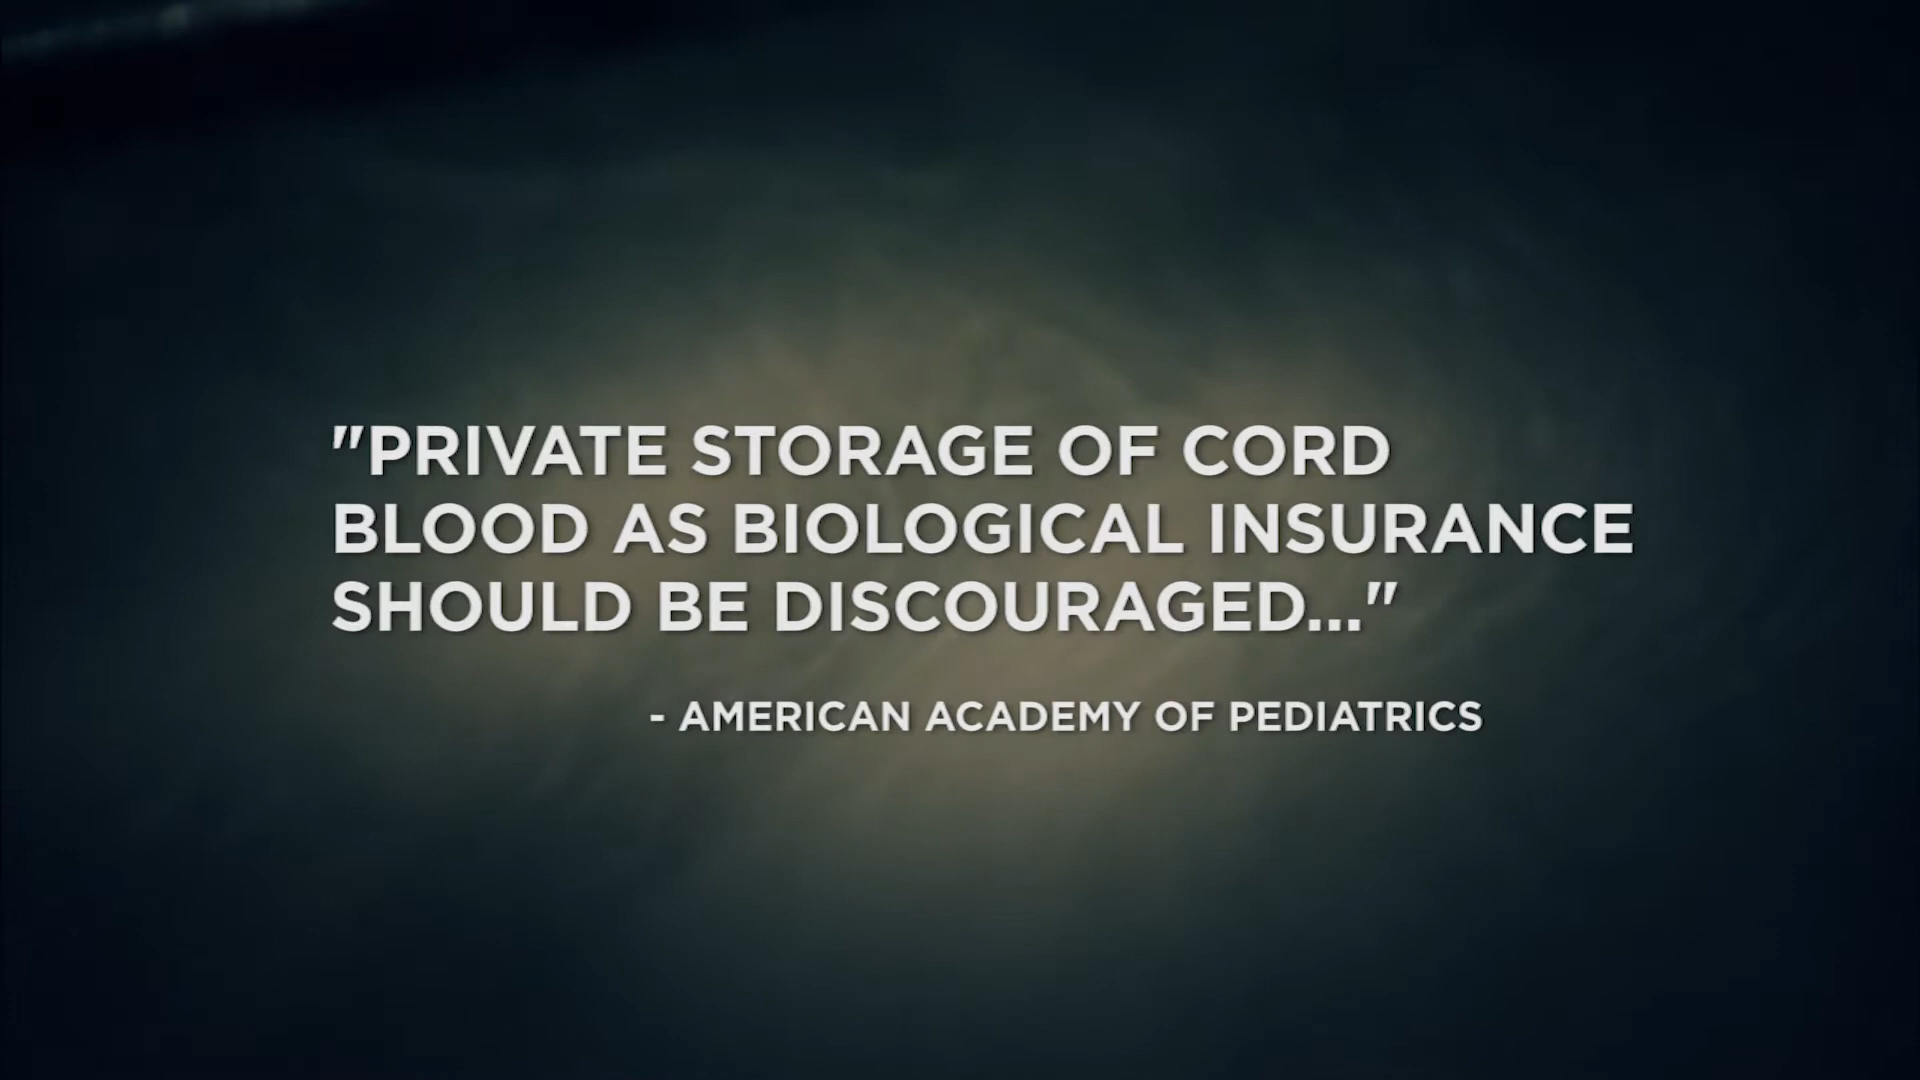 "PRIVATE STORAGE OF CORD
BLOOD AS BIOLOGICAL INSURANCE
SHOULD BE DISCOURAGED..."
- AMERICAN ACADEMY OF PEDIATRICS